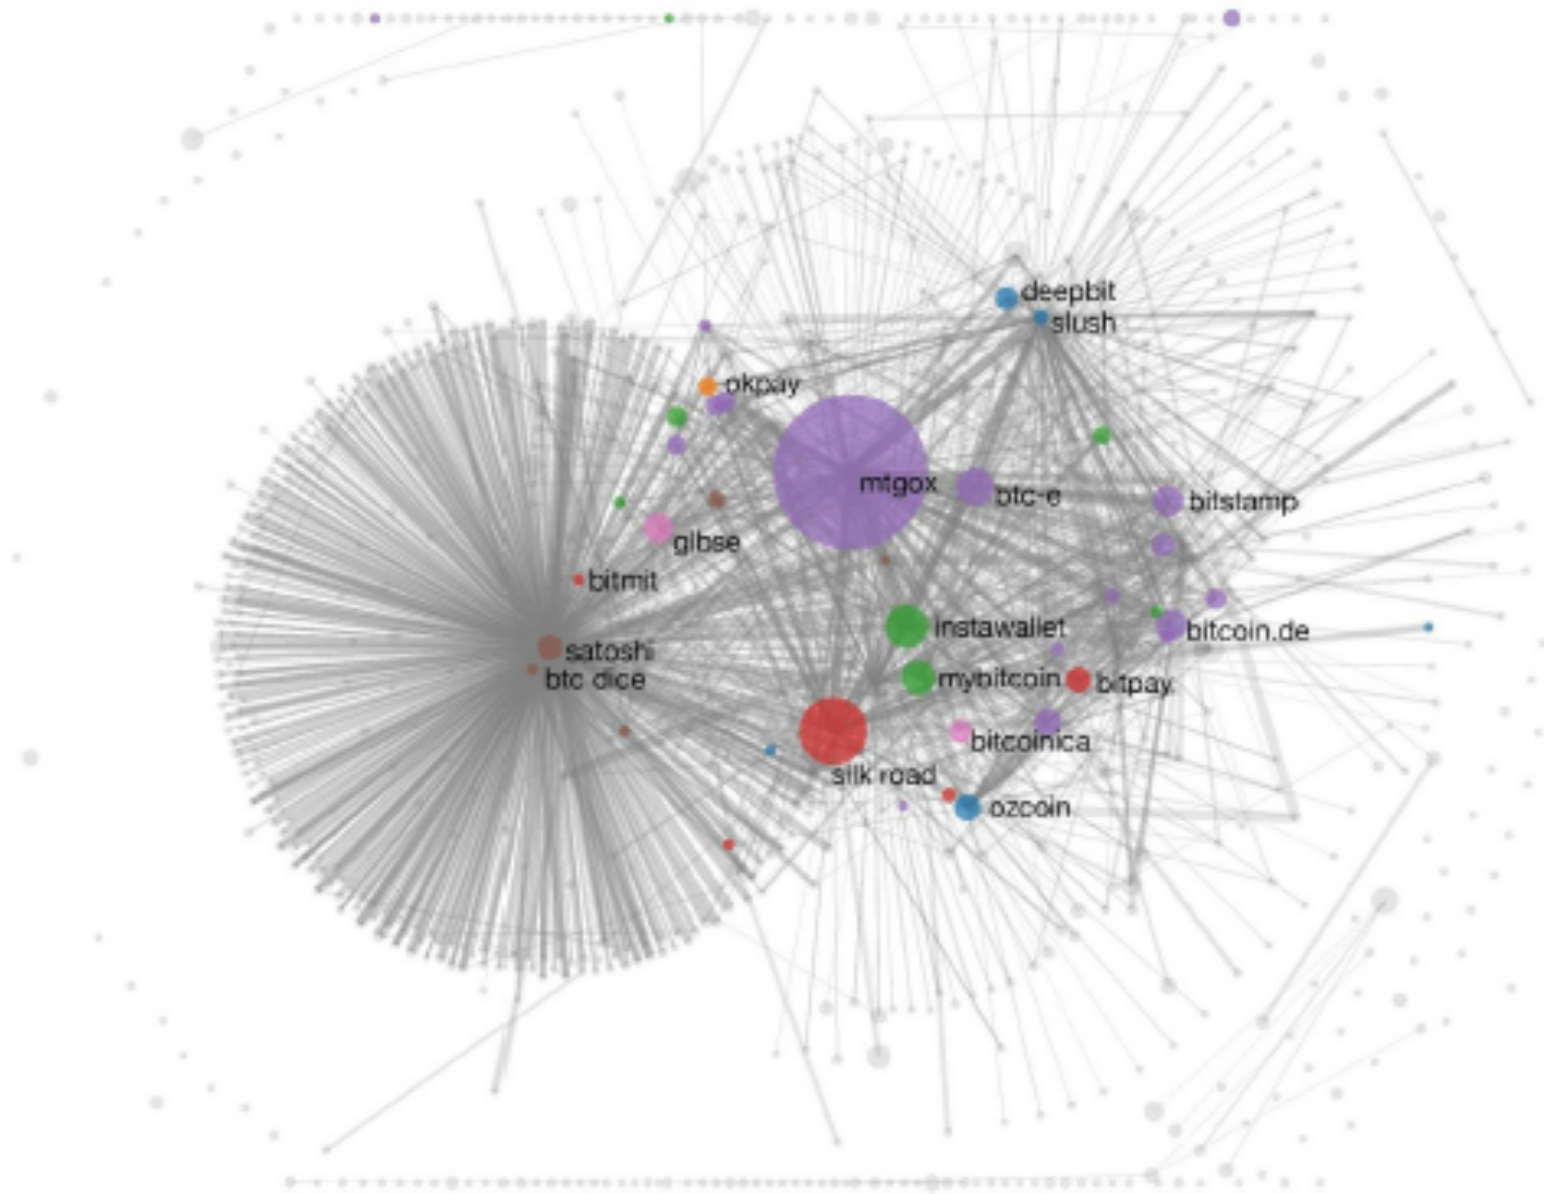 deepbit
slush
okpay
mtgox
btc-e
bitstamp
glbse
bitmit
instawallet
bitcoin.de
satoshi
btc dice
mybitcoin
bitpay
bitcoinica
silk road
ozcoin